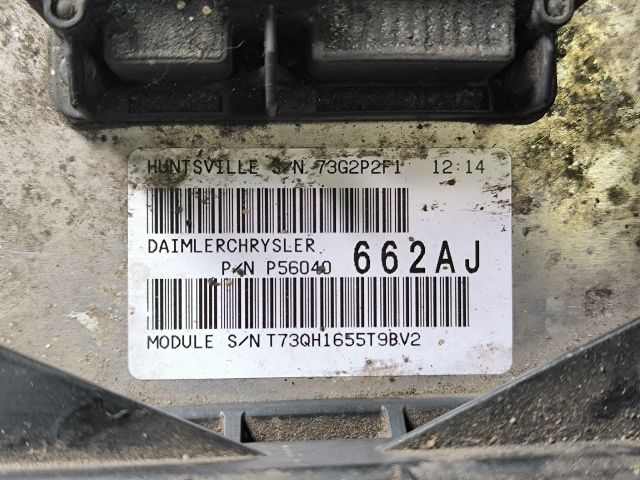 HUNTSVILLE S/N 73G2P2F1 12:14
DAIMLERCHRYSLER
P/N P56040 662AJ
MODULE S/N T73QH1655T9BV2